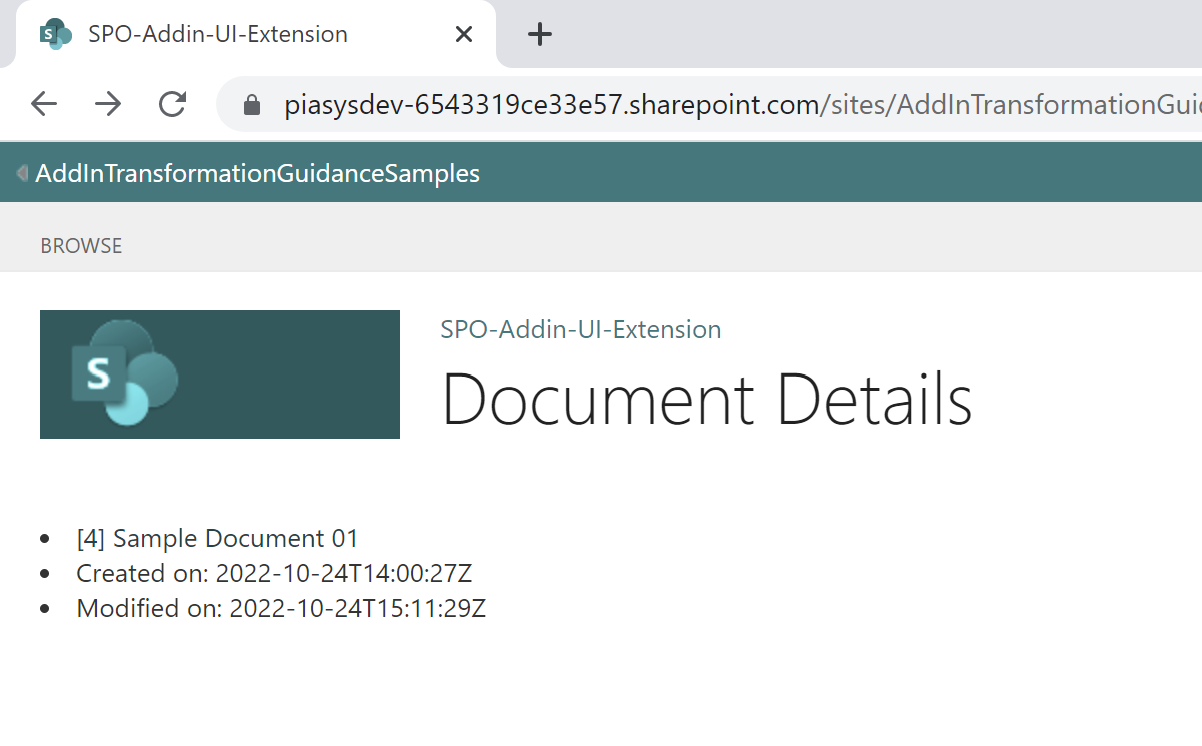 SPO-Addin-UI-Extension
piasysdev-6543319ce33e57.sharepoint.com/sites/AddInTransformationGui
AddInTransformationGuidanceSamples
BROWSE
S
SPO-Addin-UI-Extension
Document Details
[4] Sample Document 01
Created on: 2022-10-24T14:00:27Z
Modified on: 2022-10-24T15:11:29Z